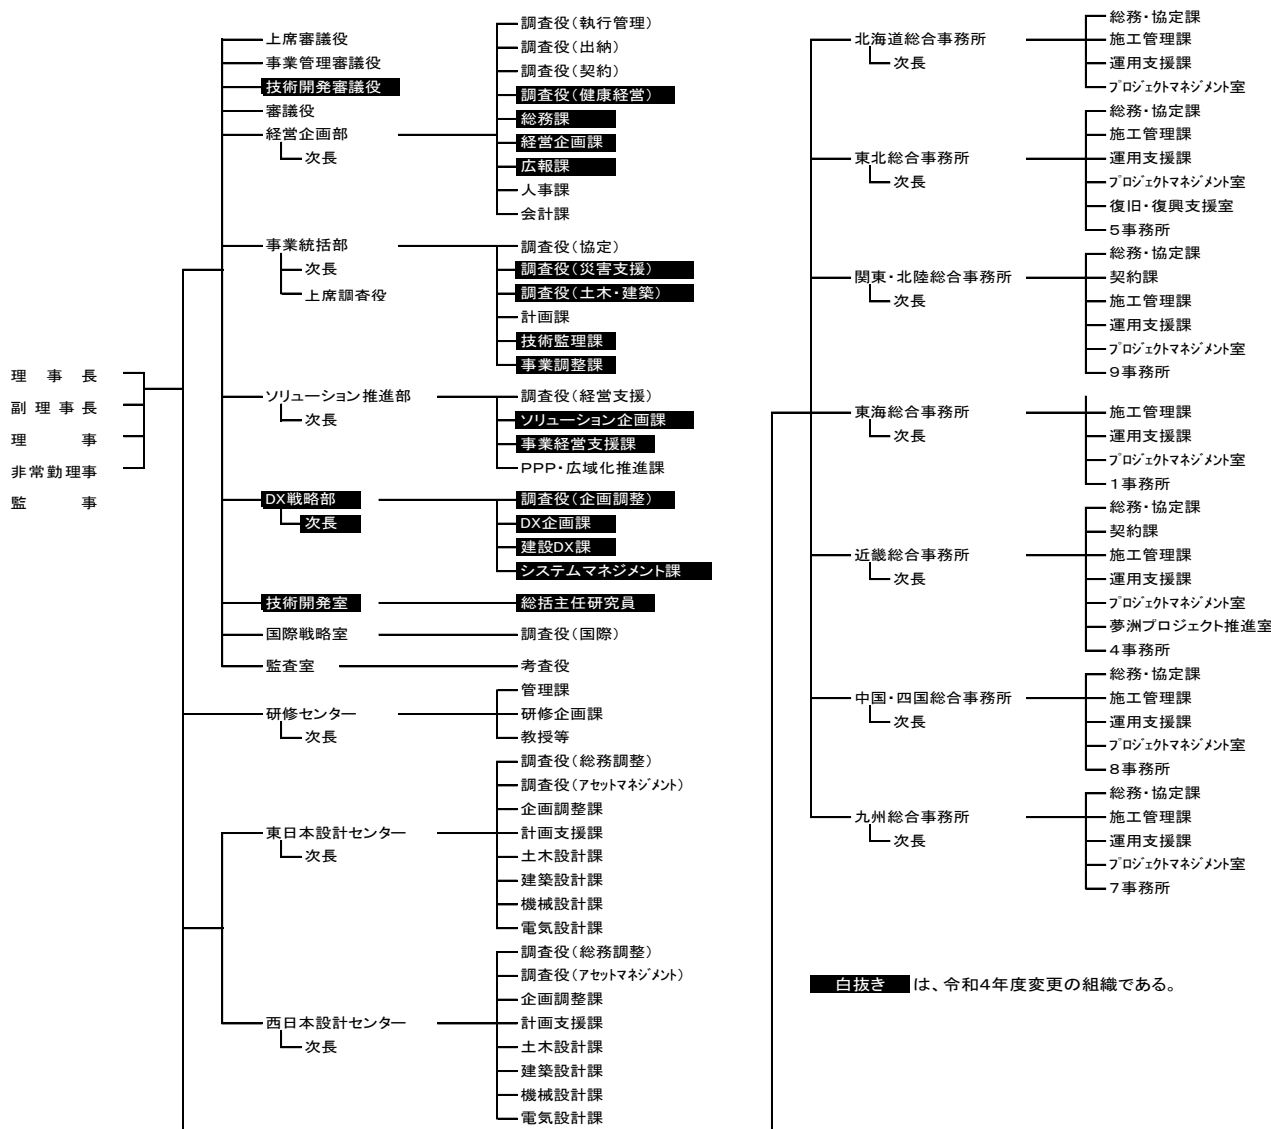 理事長
副理事長
理事
非常勤理事
監事
上席審議役
事業管理審議役
技術開発審議役
審議役
経営企画部
次長
調査役(執行管理)
調査役(出納)
調査役(契約)
調査役(健康経営)
総務課
経営企画課
広報課
人事課
会計課
事業統括部
次長
上席調査役
調査役(協定)
調査役(災害支援)
調査役(土木・建築)
計画課
技術監理課
事業調整課
ソリューション推進部
次長
調査役(経営支援)
ソリューション企画課
事業経営支援課
PPP・広域化推進課
DX戦略部
次長
調査役(企画調整)
DX企画課
建設DX課
システムマネジメント課
技術開発室
総括主任研究員
国際戦略室
調査役(国際)
監査室
考査役
研修センター
次長
管理課
研修企画課
教授等
東日本設計センター
次長
調査役(総務調整)
調査役(アセットマネジメント)
企画調整課
計画支援課
土木設計課
建築設計課
機械設計課
電気設計課
西日本設計センター
次長
調査役(総務調整)
調査役(アセットマネジメント)
企画調整課
計画支援課
土木設計課
建築設計課
機械設計課
電気設計課
北海道総合事務所
次長
総務・協定課
施工管理課
運用支援課
プロジェクトマネジメント室
東北総合事務所
次長
総務・協定課
施工管理課
運用支援課
プロジェクトマネジメント室
復旧・復興支援室
5事務所
関東・北陸総合事務所
次長
総務・協定課
契約課
施工管理課
運用支援課
プロジェクトマネジメント室
9事務所
東海総合事務所
次長
施工管理課
運用支援課
プロジェクトマネジメント室
1事務所
近畿総合事務所
次長
総務・協定課
契約課
施工管理課
運用支援課
プロジェクトマネジメント室
夢洲プロジェクト推進室
4事務所
中国・四国総合事務所
次長
総務・協定課
施工管理課
運用支援課
プロジェクトマネジメント室
8事務所
九州総合事務所
次長
総務・協定課
施工管理課
運用支援課
プロジェクトマネジメント室
7事務所
白抜き は、令和4年度変更の組織である。